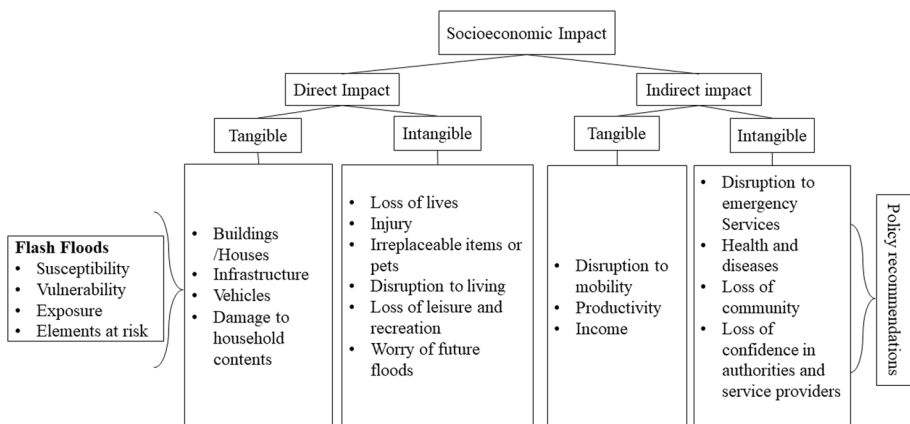 Socioeconomic Impact
Direct Impact
Indirect impact
Tangible
Intangible
Tangible
Intangible
Flash Floods
• Susceptibility
• Vulnerability
• Exposure
• Elements at risk
• Buildings
/Houses
• Infrastructure
• Vehicles
• Damage to
household
contents
• Loss of lives
• Injury
• Irreplaceable items or
pets
• Disruption to living
• Loss of leisure and
recreation
• Worry of future
floods
• Disruption to
mobility
• Productivity
• Income
• Disruption to
emergency
Services
• Health and
diseases
• Loss of
community
• Loss of
confidence in
authorities and
service providers
Policy recommendations